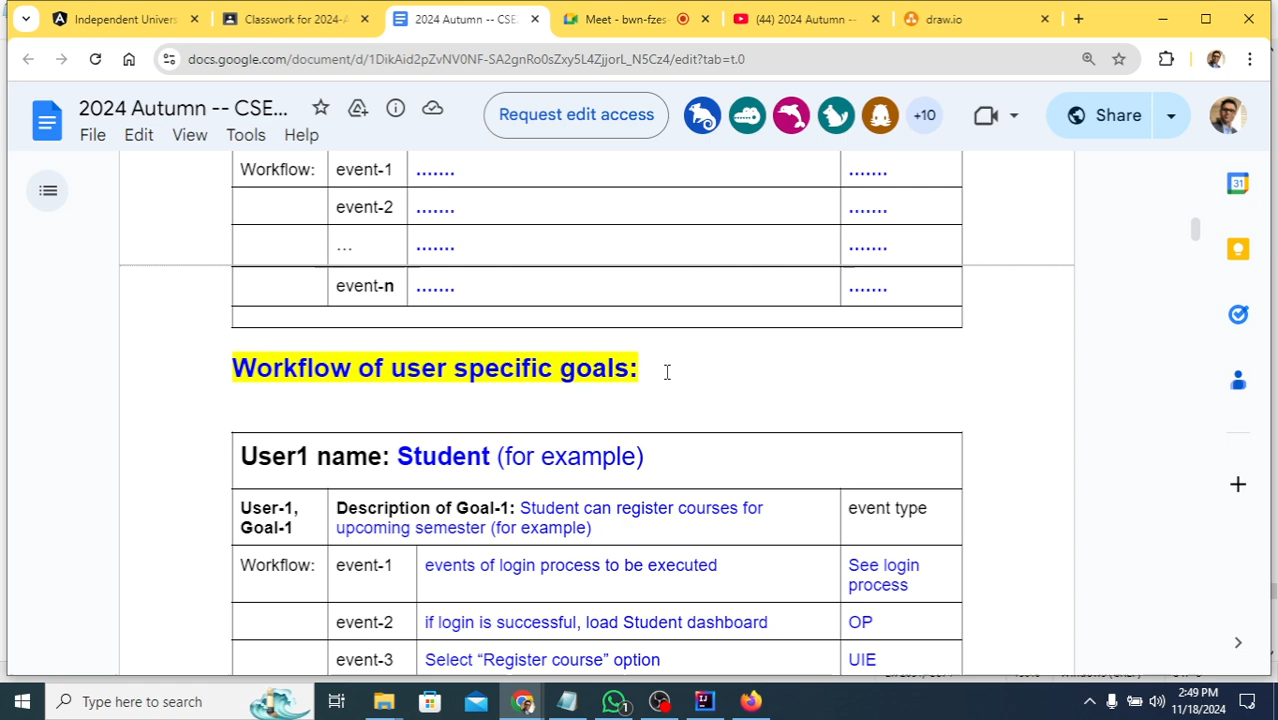 Independent Univers
Classwork for 2024-A
2024 Autumn -- CSE
Meet - bwn-fzes-
(44) 2024 Autumn --
draw.io
docs.google.com/document/d/1DikAid2pZvNV0NF-SA2gnRo0sZxy5L4ZjjorL_N5Cz4/edit?tab=t.0
2024 Autumn -- CSE...
File Edit View Tools Help
Request edit access
+10
Share
31
Workflow: event-1 ....... .......
event-2 ....... .......
... ....... .......
event-n ....... .......
Workflow of user specific goals:
User1 name: Student (for example)
User-1, Goal-1 Description of Goal-1: Student can register courses for upcoming semester (for example) event type
Workflow: event-1 events of login process to be executed See login process
event-2 if login is successful, load Student dashboard OP
event-3 Select “Register course” option UIE
Type here to search
1
2:49 PM
11/18/2024